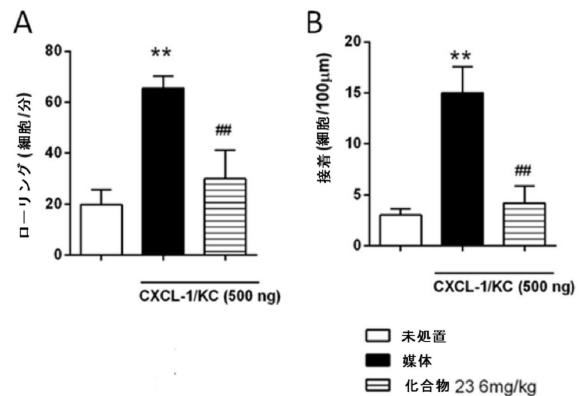 A
80
60
40
20
0
ローリング (細胞/分)
**
##
CXCL-1/KC (500 ng)
B
20
15
10
5
0
接着 (細胞/100μm)
**
##
CXCL-1/KC (500 ng)
未処置
媒体
化合物 23 6mg/kg